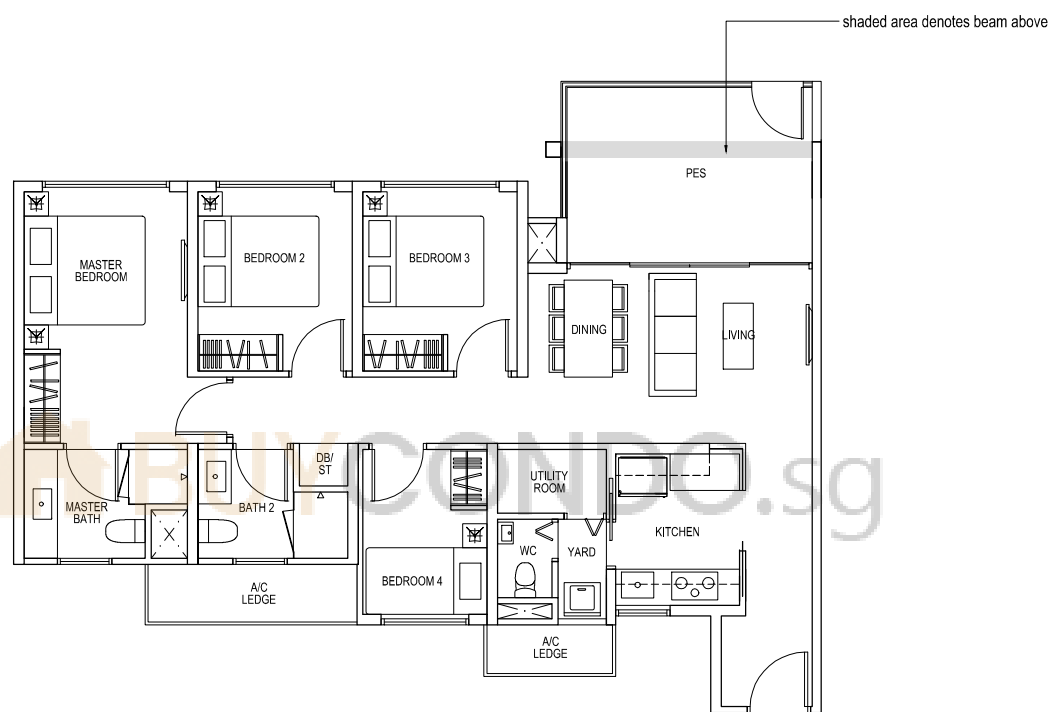 shaded area denotes beam above
PES
MASTER
BEDROOM
BEDROOM 2
BEDROOM 3
DINING
LIVING
BUYCONDO.sg
DB/
ST
UTILITY
ROOM
MASTER
BATH
BATH 2
KITCHEN
WC
YARD
BEDROOM 4
A/C
LEDGE
A/C
LEDGE